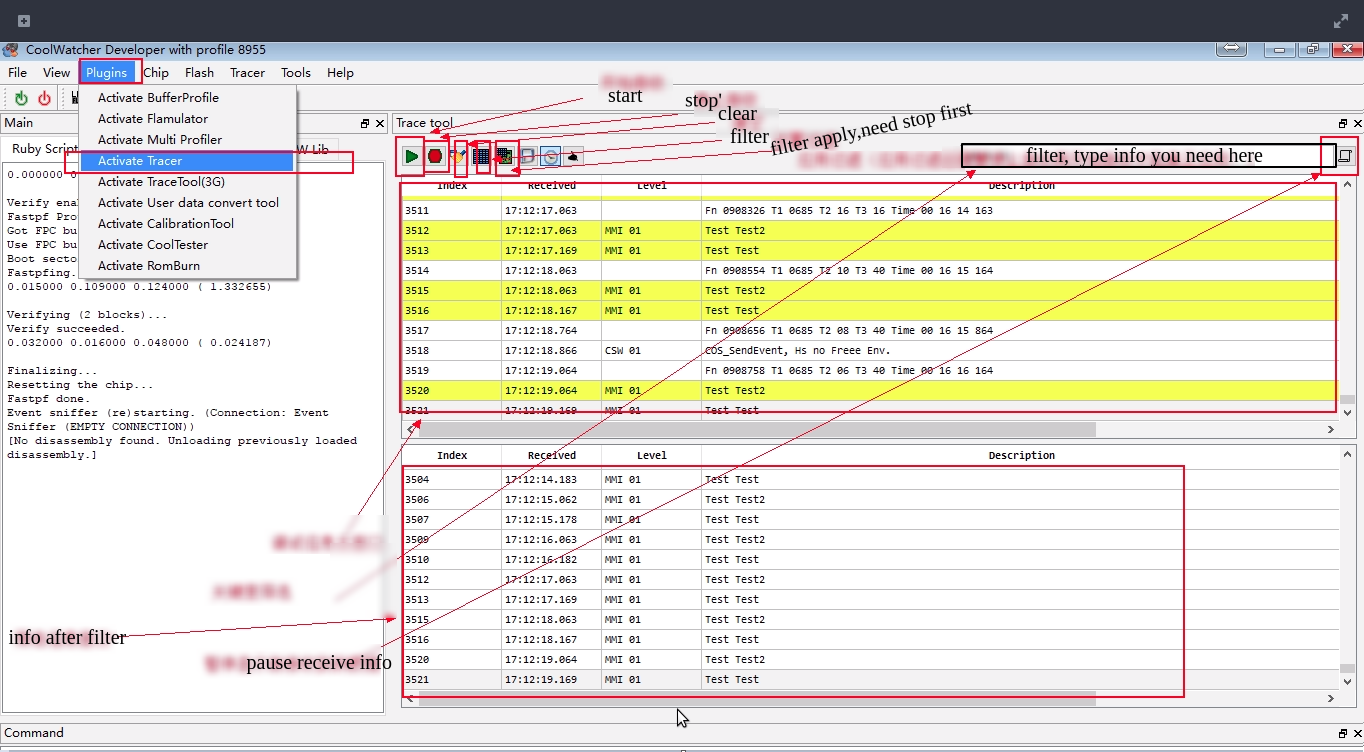 CoolWatcher Developer with profile 8955
File View Plugins Chip Flash Tracer Tools Help
Activate BufferProfile
Activate Flamulator
Activate Multi Profiler
Activate Tracer
Activate TraceTool(3G)
Activate User data convert tool
Activate CalibrationTool
Activate CoolTester
Activate RomBurn
Main
Ruby Script
W Lib
0.000000 0
Verify ena
Fastpf Pro
Got FPC bu
Use FPC bu
Boot secto
Fastpfing.
0.015000 0.109000 0.124000 ( 1.332655)
Verifying (2 blocks)...
Verify succeeded.
0.032000 0.016000 0.048000 ( 0.024187)
Finalizing...
Resetting the chip...
Fastpf done.
Event sniffer (re)starting. (Connection: Event
Sniffer (EMPTY CONNECTION))
[No disassembly found. Unloading previously loaded
disassembly.]
info after filter
pause receive info
Trace tool
start
stop'
clear
filter
filter apply,need stop first
filter, type info you need here
Index Received Level Description
3511 17:12:17.063 Fn 0908326 T1 0685 T2 16 T3 16 Time 00 16 14 163
3512 17:12:17.063 MMI 01 Test Test2
3513 17:12:17.169 MMI 01 Test Test
3514 17:12:18.063 Fn 0908554 T1 0685 T2 10 T3 40 Time 00 16 15 164
3515 17:12:18.063 MMI 01 Test Test2
3516 17:12:18.167 MMI 01 Test Test
3517 17:12:18.764 Fn 0908656 T1 0685 T2 08 T3 40 Time 00 16 15 864
3518 17:12:18.866 CSW 01 COS_SendEvent, Hs no Freee Env.
3519 17:12:19.064 Fn 0908758 T1 0685 T2 06 T3 40 Time 00 16 16 164
3520 17:12:19.064 MMI 01 Test Test2
3521 17:12:19.169 MMI 01 Test Test
Index Received Level Description
3504 17:12:14.183 MMI 01 Test Test
3506 17:12:15.062 MMI 01 Test Test2
3507 17:12:15.178 MMI 01 Test Test
3509 17:12:16.063 MMI 01 Test Test2
3510 17:12:16.182 MMI 01 Test Test
3512 17:12:17.063 MMI 01 Test Test2
3513 17:12:17.169 MMI 01 Test Test
3515 17:12:18.063 MMI 01 Test Test2
3516 17:12:18.167 MMI 01 Test Test
3520 17:12:19.064 MMI 01 Test Test2
3521 17:12:19.169 MMI 01 Test Test
Command